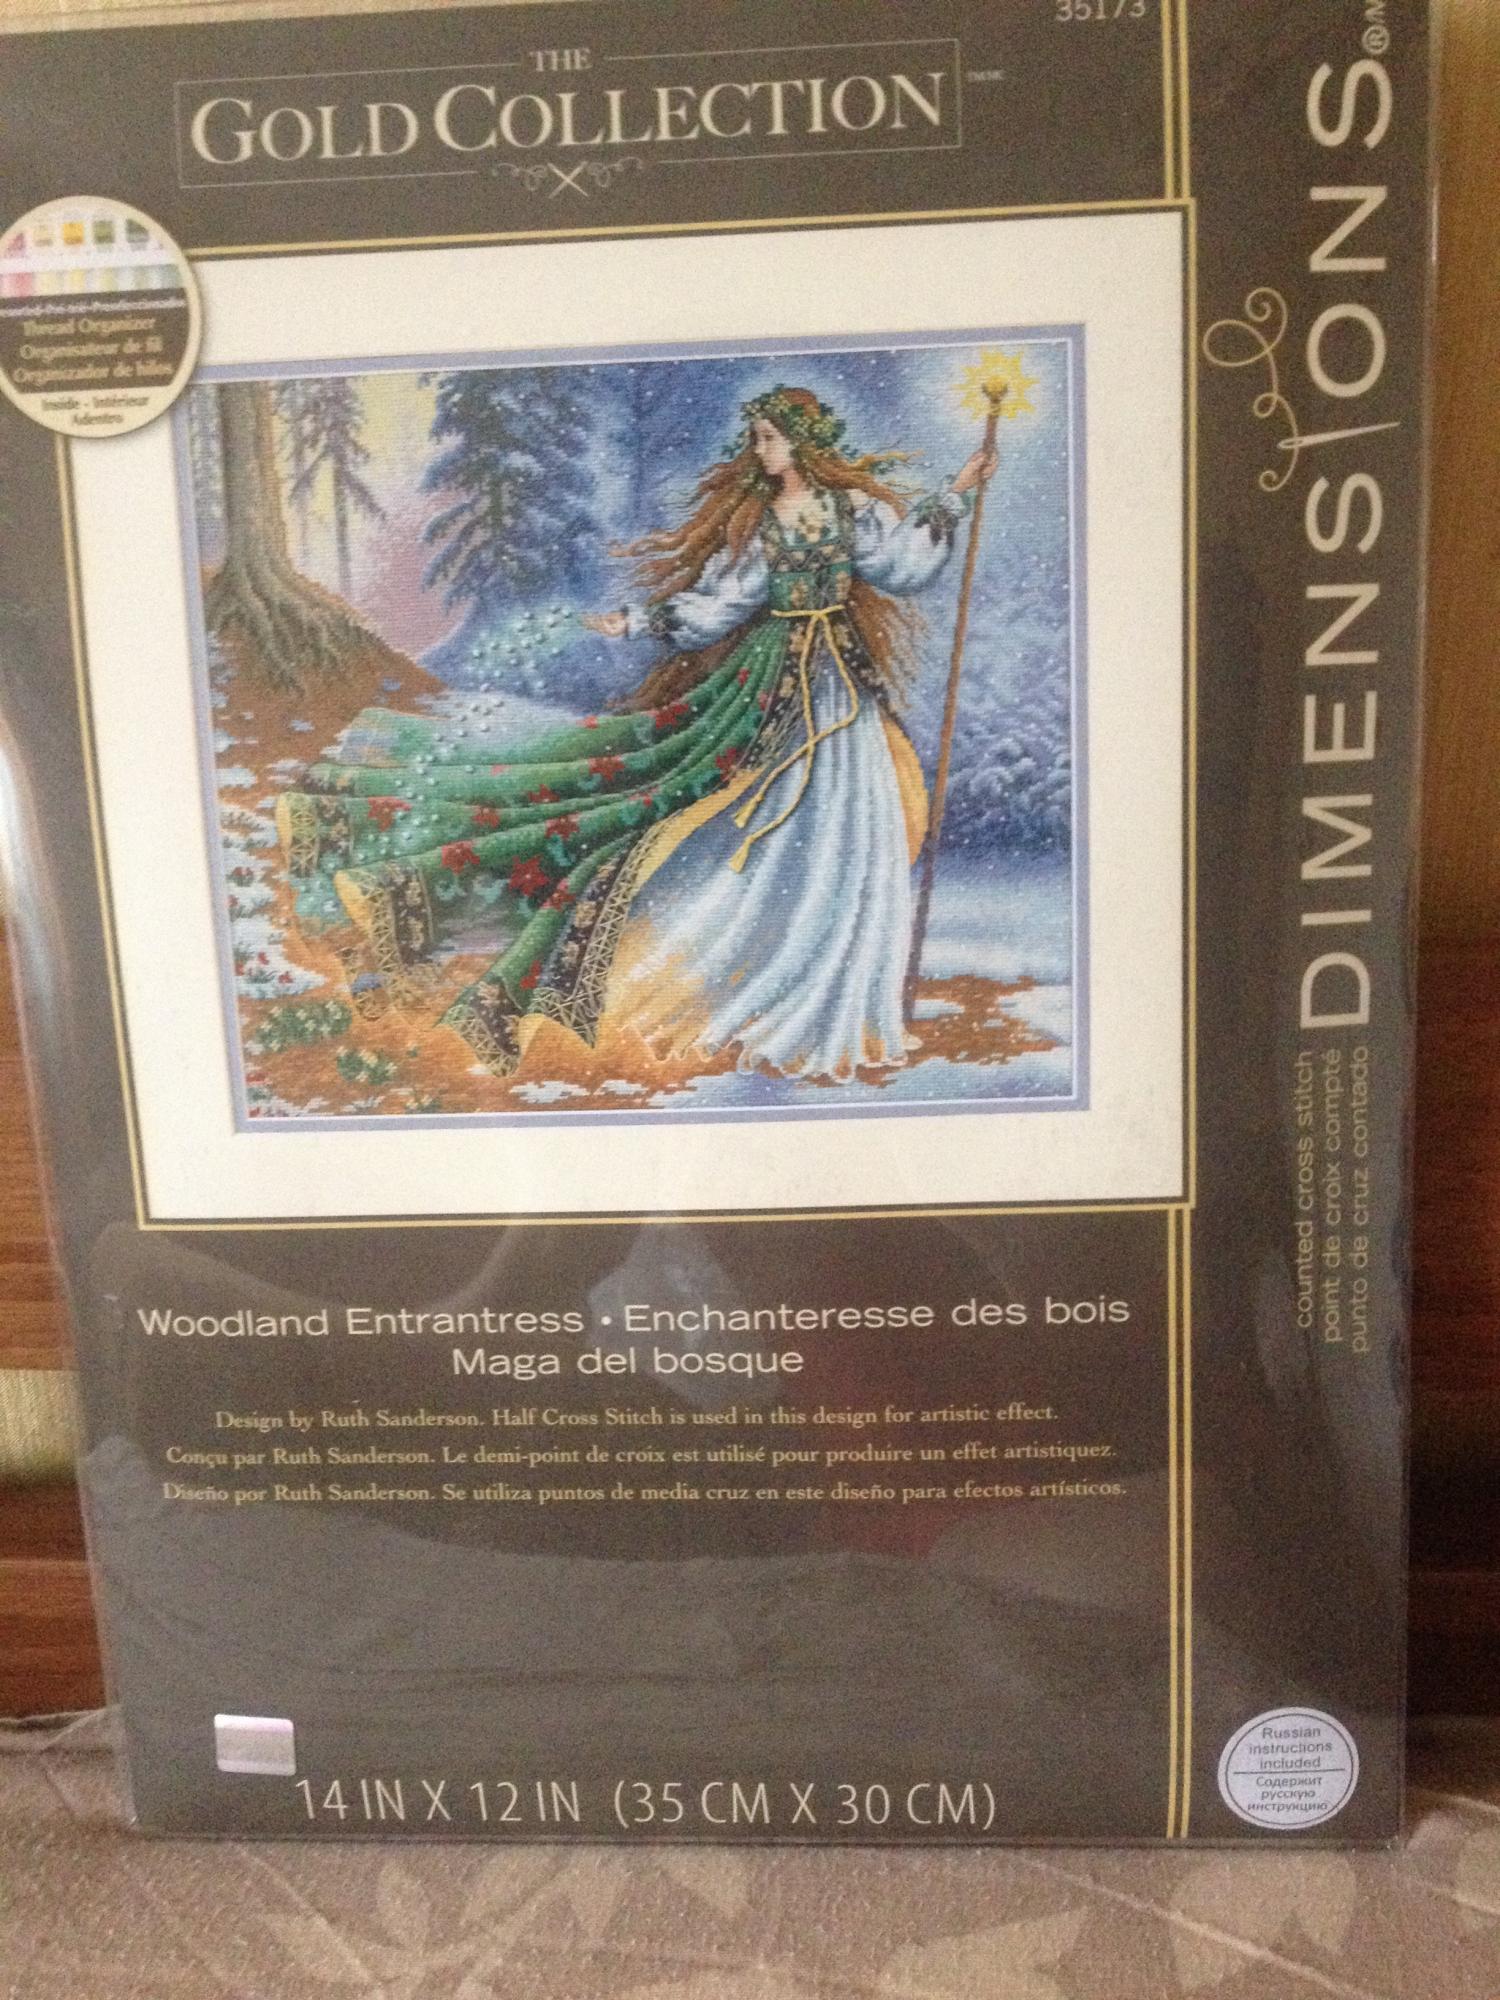 35173
THE
GOLD COLLECTION
Thread Organizer
Organisateur de fil
Organizador de hilos
Inside - Intérieur
Adentro
DIMENSIONS®
counted cross stitch
point de croix compté
punto de cruz contado
Woodland Entrantress • Enchanteresse des bois
Maga del bosque
Design by Ruth Sanderson. Half Cross Stitch is used in this design for artistic effect.
Conçu par Ruth Sanderson. Le demi-point de croix est utilisé pour produire un effet artistiquez.
Diseño por Ruth Sanderson. Se utiliza puntos de media cruz en este diseño para efectos artísticos.
14 IN X 12 IN (35 CM X 30 CM)
Russian
instructions
included
Содержит
русскую
инструкцию